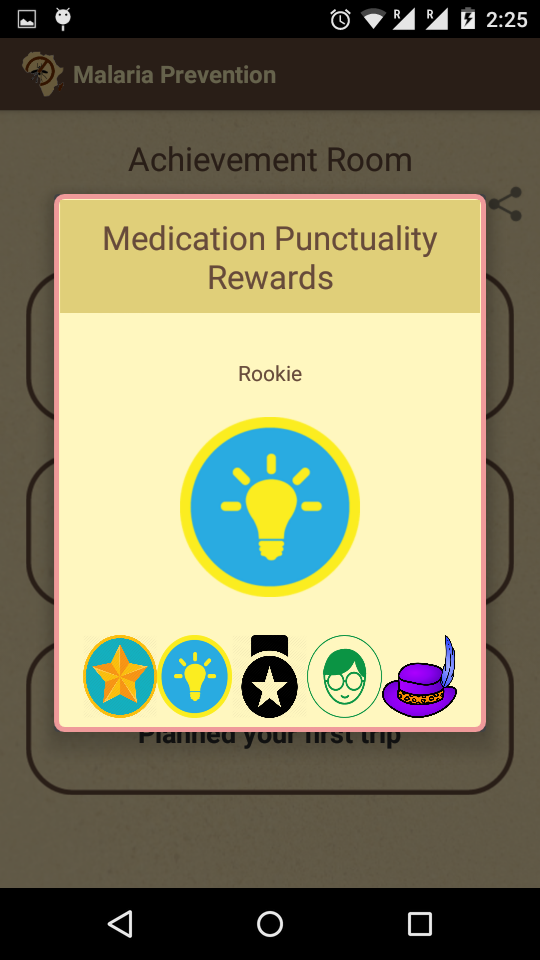 R R 2:25
Malaria Prevention
Achievement Room
Medication Punctuality
Rewards
Rookie
Planned your first trip